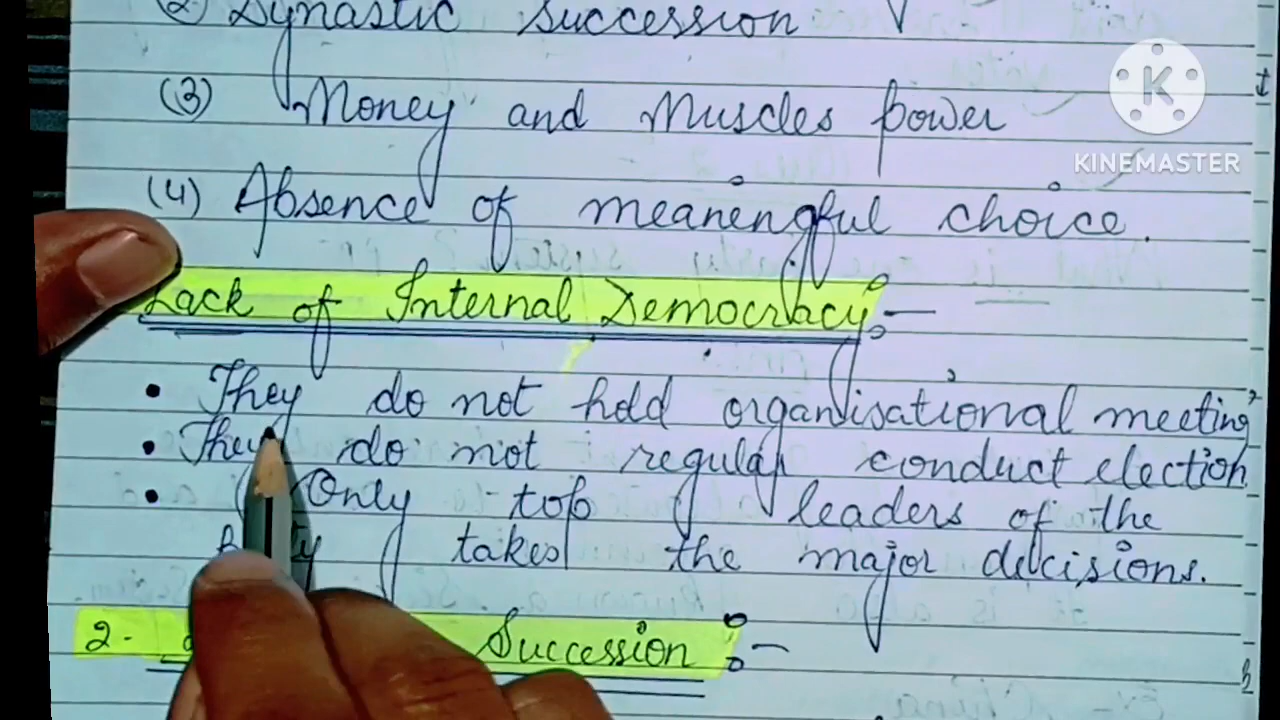 (2) Dynastic Succession
(3) Money and Muscles power
KINEMASTER
(4) Absence of meanengful choice.
Lack of Internal Democracy:-
• They do not hold organisational meeting
• They do not regular conduct election
• Only top leaders of the
takes the major decisions.
2. Succession :-